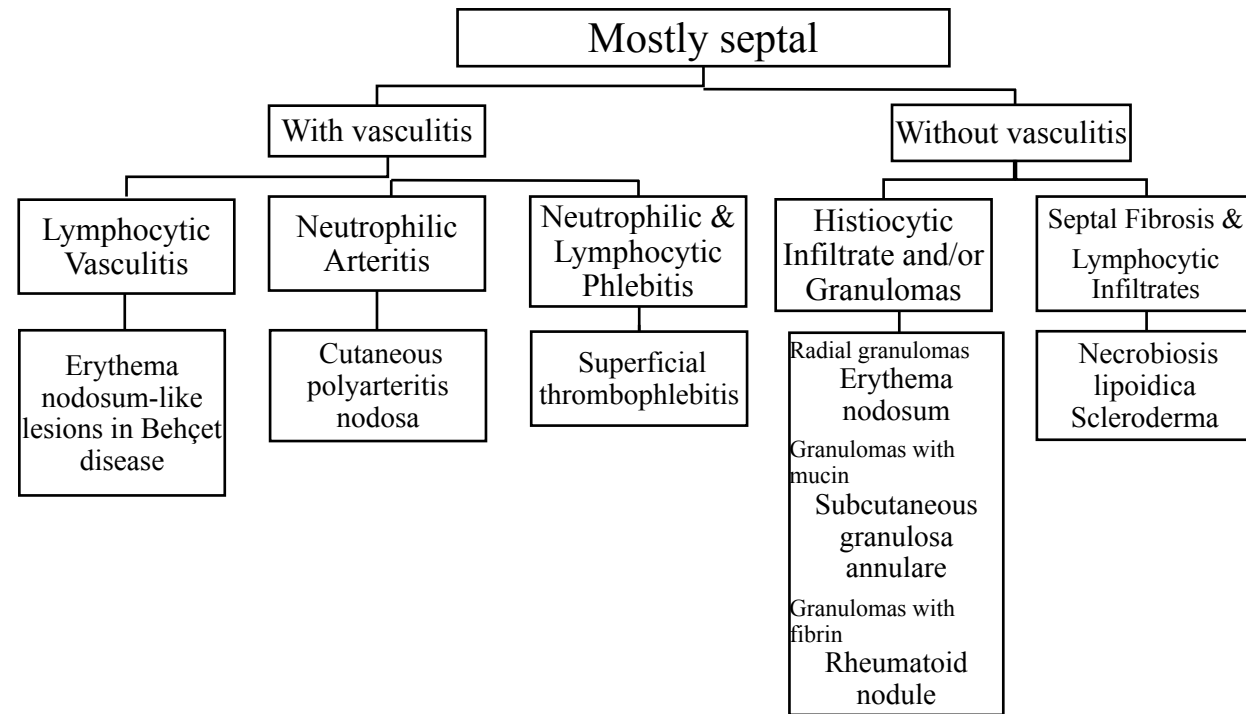 Mostly septal
With vasculitis
Without vasculitis
Lymphocytic
Vasculitis
Neutrophilic
Arteritis
Neutrophilic &
Lymphocytic
Phlebitis
Histiocytic
Infiltrate and/or
Granulomas
Septal Fibrosis &
Lymphocytic
Infiltrates
Erythema
nodosum-like
lesions in Behçet
disease
Cutaneous
polyarteritis
nodosa
Superficial
thrombophlebitis
Radial granulomas
Erythema
nodosum
Granulomas with
mucin
Subcutaneous
granulosa
annulare
Granulomas with
fibrin
Rheumatoid
nodule
Necrobiosis
lipoidica
Scleroderma